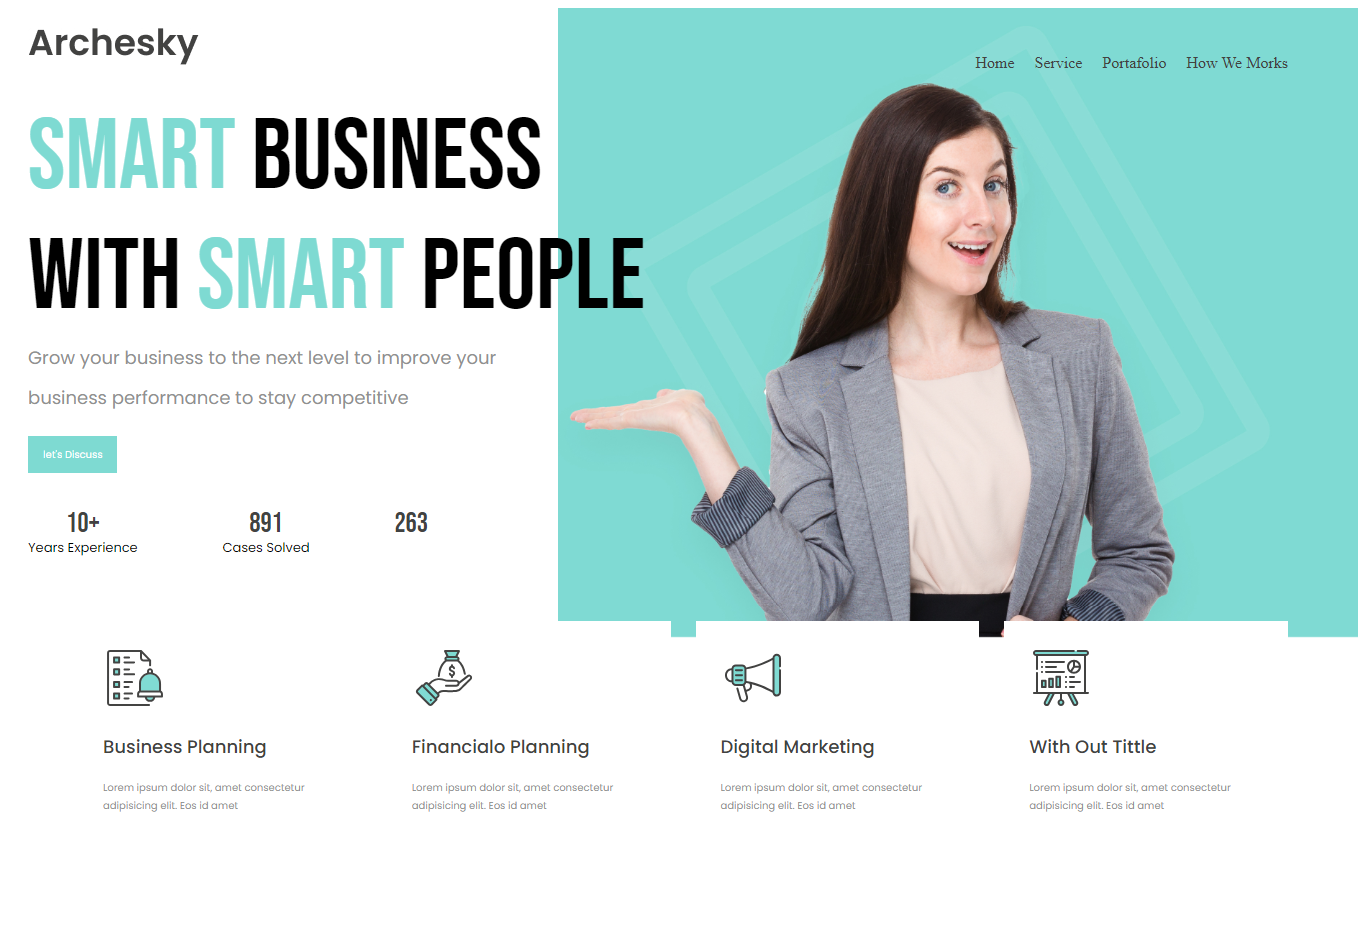 Archesky
Home Service Portafolio How We Morks
SMART BUSINESS
WITH SMART PEOPLE
Grow your business to the next level to improve your
business performance to stay competitive
let's Discuss
10+ 891 263
Years Experience Cases Solved
$
Business Planning
Lorem ipsum dolor sit, amet consectetur
adipisicing elit. Eos id amet
Financialo Planning
Lorem ipsum dolor sit, amet consectetur
adipisicing elit. Eos id amet
Digital Marketing
Lorem ipsum dolor sit, amet consectetur
adipisicing elit. Eos id amet
With Out Tittle
Lorem ipsum dolor sit, amet consectetur
adipisicing elit. Eos id amet